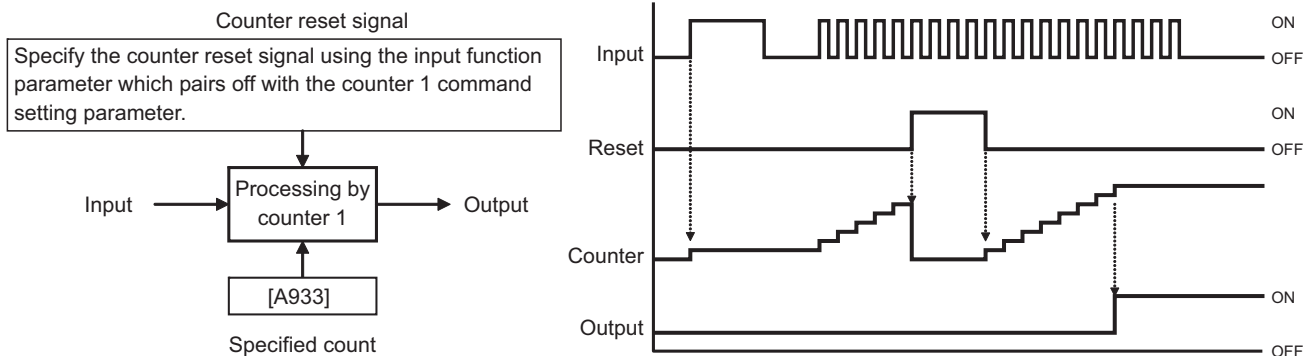 Counter reset signal
Specify the counter reset signal using the input function
parameter which pairs off with the counter 1 command
setting parameter.
Input
Processing by
counter 1
Output
[A933]
Specified count
Input
ON
OFF
Reset
ON
OFF
Counter
Output
ON
OFF